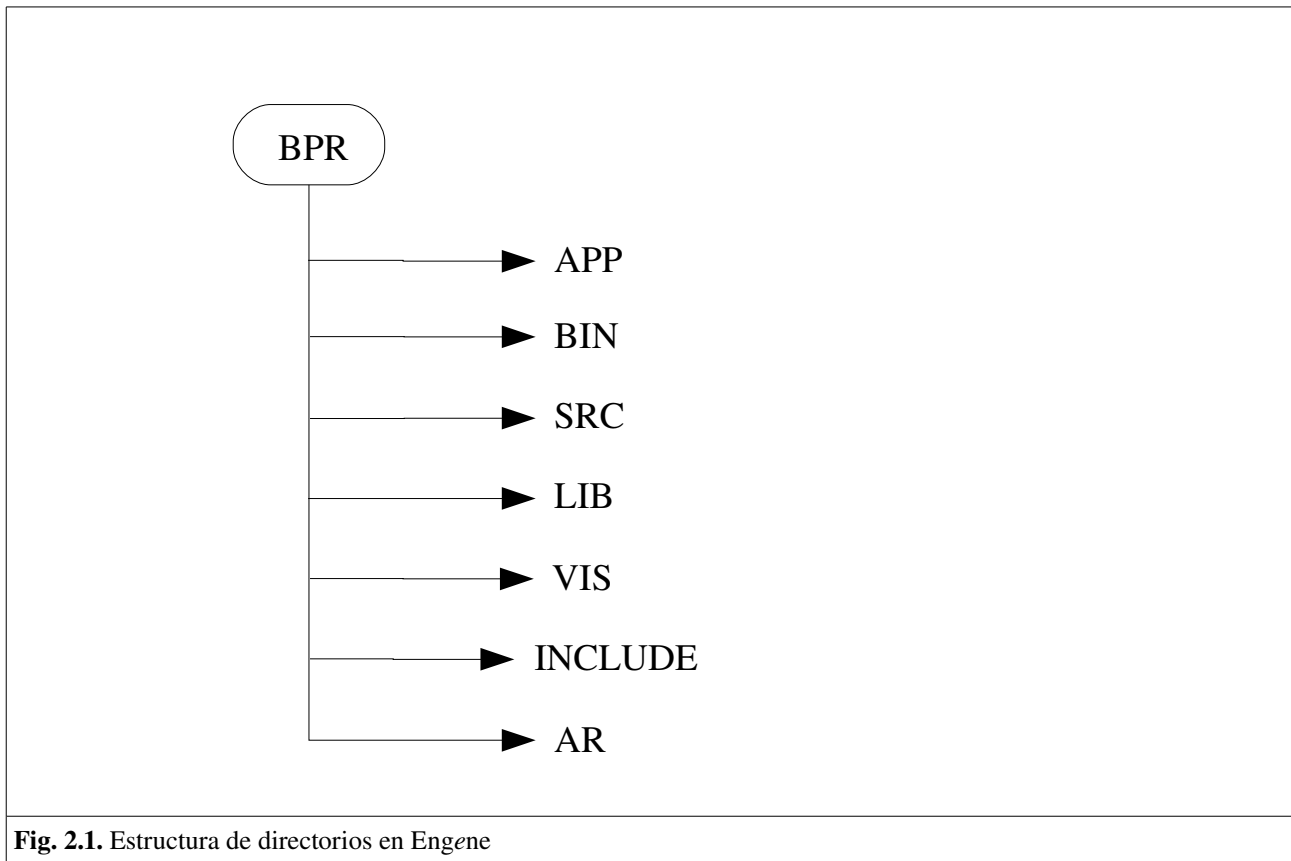 BPR
APP
BIN
SRC
LIB
VIS
INCLUDE
AR
Fig. 2.1. Estructura de directorios en Engene